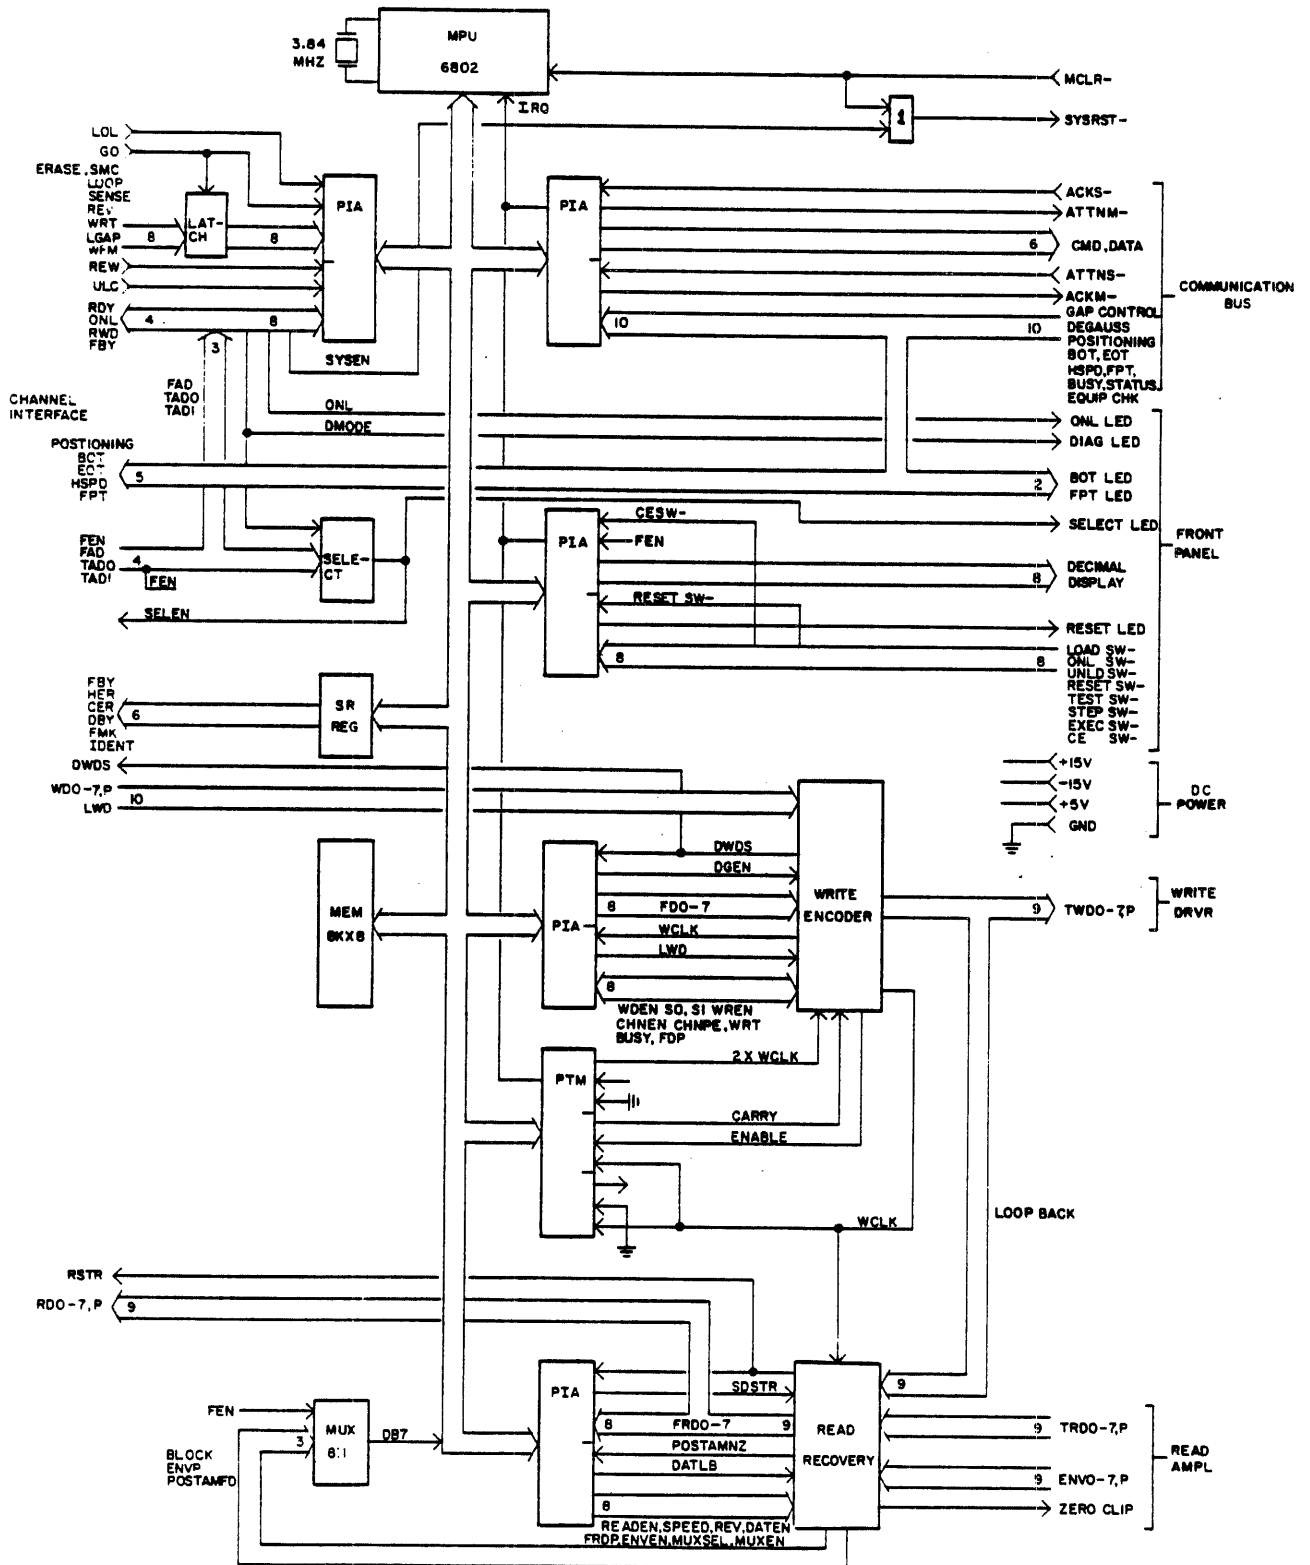 3.84
MHZ
MPU
6802
IRQ
MCLR-
1
SYSRST-
LOL
GO
ERASE,SMC
LOOP
SENSE
REV
WRT
LGAP
WFM
8
LAT-
CH
8
PIA
REW
ULC
RDY
ONL
RWD
FBY
4
8
3
SYSEN
PIA
ACKS-
ATTNM-
6
CMD,DATA
ATTNS-
ACKM-
10
10
GAP CONTROL
DEGAUSS
POSITIONING
BOT, EOT
HSPD,FPT,
BUSY,STATUS,
EQUIP CHK
COMMUNICATION
BUS
CHANNEL
INTERFACE
FAD
TADO
TADI
ONL
DMODE
ONL LED
DIAG LED
POSTIONING
BOT
EOT
HSPD
FPT
5
2
BOT LED
FPT LED
SELECT LED
FEN
FAD
TADO
TADI
4
FEN
SELE-
CT
SELEN
PIA
CESW-
FEN
8
DECIMAL
DISPLAY
RESET SW-
RESET LED
8
8
LOAD SW-
ONL SW-
UNLD SW-
RESET SW-
TEST SW-
STEP SW-
EXEC SW-
CE SW-
FRONT
PANEL
FBY
HER
CER
DBY
FMK
IDENT
6
SR
REG
DWDS
WDO-7,P
10
LWD
+15V
-15V
+5V
GND
DC
POWER
MEM
8KX8
PIA
DWDS
DGEN
8
FDO-7
WCLK
LWD
8
WDEN SO, SI WREN
CHNEN CHNPE, WRT
BUSY, FDP
WRITE
ENCODER
9
TWDO-7,P
WRITE
DRVR
PTM
2X WCLK
CARRY
ENABLE
WCLK
LOOP BACK
RSTR
RDO-7,P
9
PIA
SDSTR
8
FRDO-7
9
POSTAMNZ
DATLB
8
READEN,SPEED,REV,DATEN
FRDP,ENVEN,MUXSEL,MUXEN
READ
RECOVERY
9
9
TRDO-7,P
9
ENVO-7,P
ZERO CLIP
READ
AMPL
FEN
3
BLOCK
ENVP
POSTAMFD
MUX
8:1
DB7